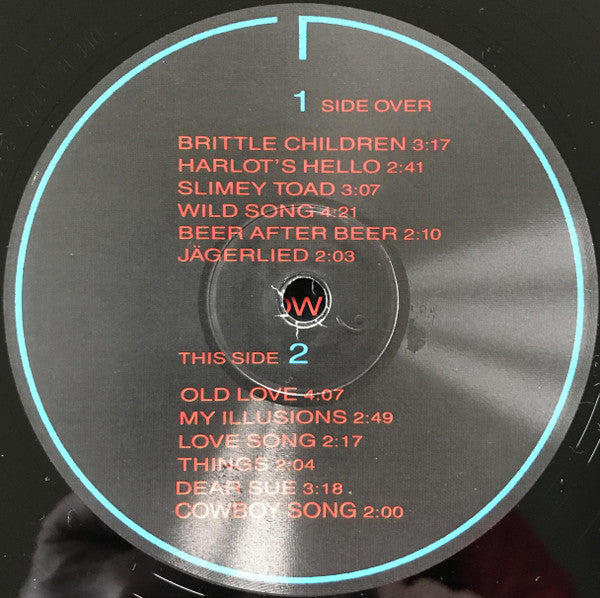 1 SIDE OVER
BRITTLE CHILDREN 3:17
HARLOT'S HELLO 2:41
SLIMEY TOAD 3:07
WILD SONG 4:21
BEER AFTER BEER 2:10
JÄGERLIED 2:03
THIS SIDE 2
OLD LOVE 4:07
MY ILLUSIONS 2:49
LOVE SONG 2:17
THINGS 2:04
DEAR SUE 3:18
COWBOY SONG 2:00